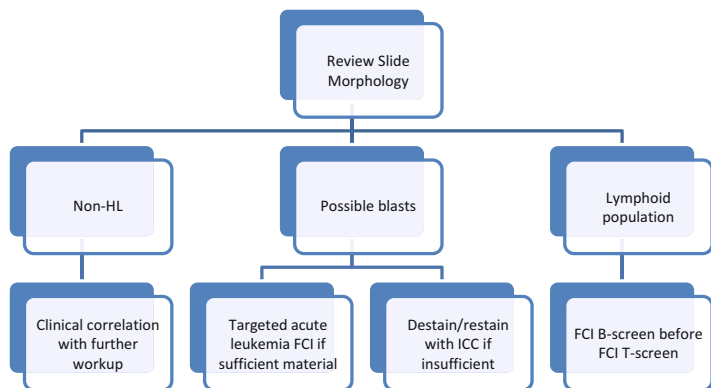 Review Slide
Morphology
Non-HL
Possible blasts
Lymphoid
population
Clinical correlation
with further
workup
Targeted acute
leukemia FCI if
sufficient material
Destain/restain
with ICC if
insufficient
FCI B-screen before
FCI T-screen